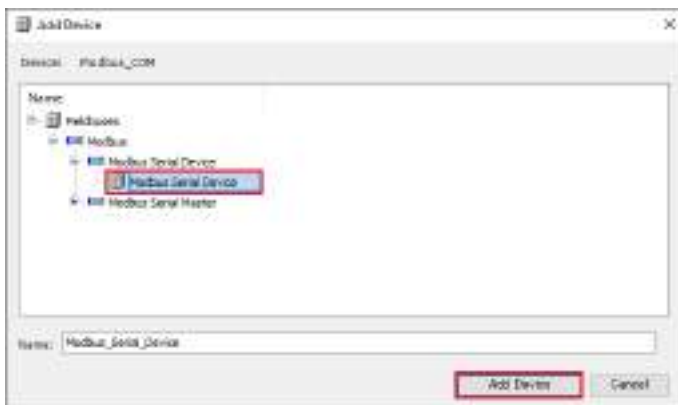 Add Device
Device: Modbus_COM
Name
Fieldbuses
Modbus
Modbus Serial Device
Modbus Serial Device
Modbus Serial Master
Name: Modbus_Serial_Device
Add Device Cancel